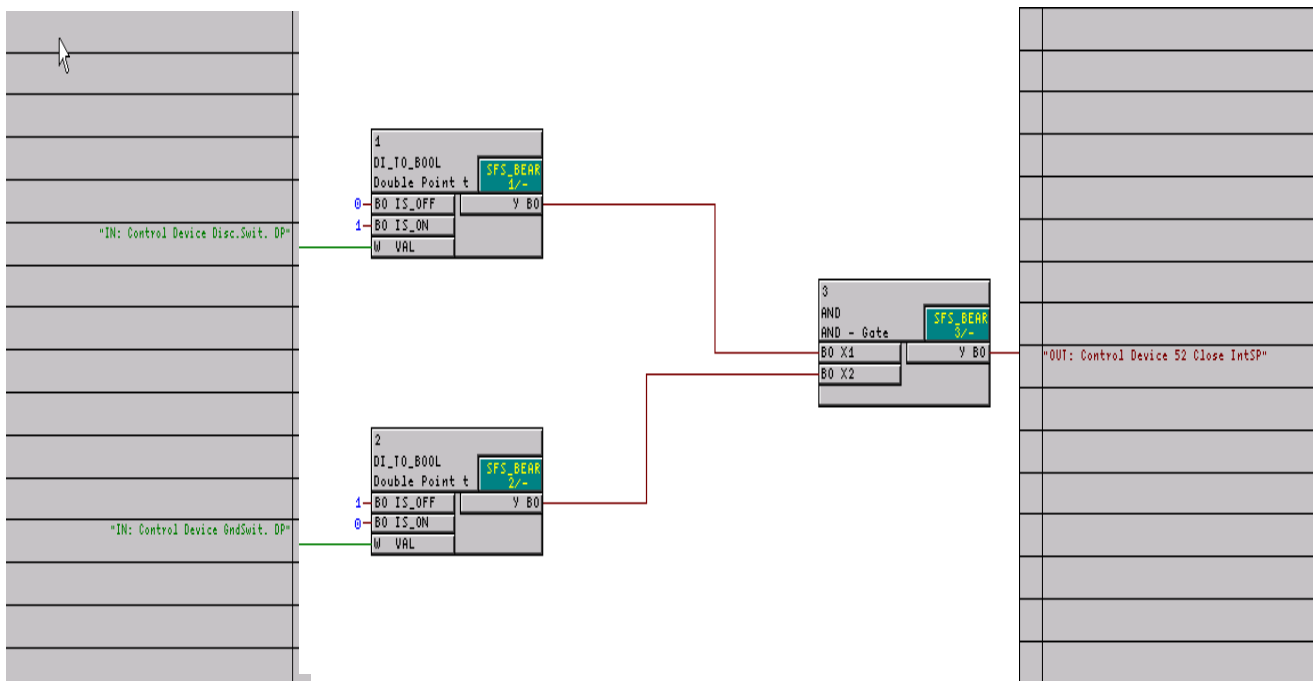 1
DI_TO_BOOL
Double Point t
SFS_BEAR
1/-
0
BO IS_OFF
Y BO
1
BO IS_ON
"IN: Control Device Disc.Swit. DP"
W VAL
3
AND
AND - Gate
SFS_BEAR
3/-
BO X1
Y BO
"OUT: Control Device 52 Close IntSP"
BO X2
2
DI_TO_BOOL
Double Point t
SFS_BEAR
2/-
1
BO IS_OFF
Y BO
0
BO IS_ON
"IN: Control Device GndSwit. DP"
W VAL